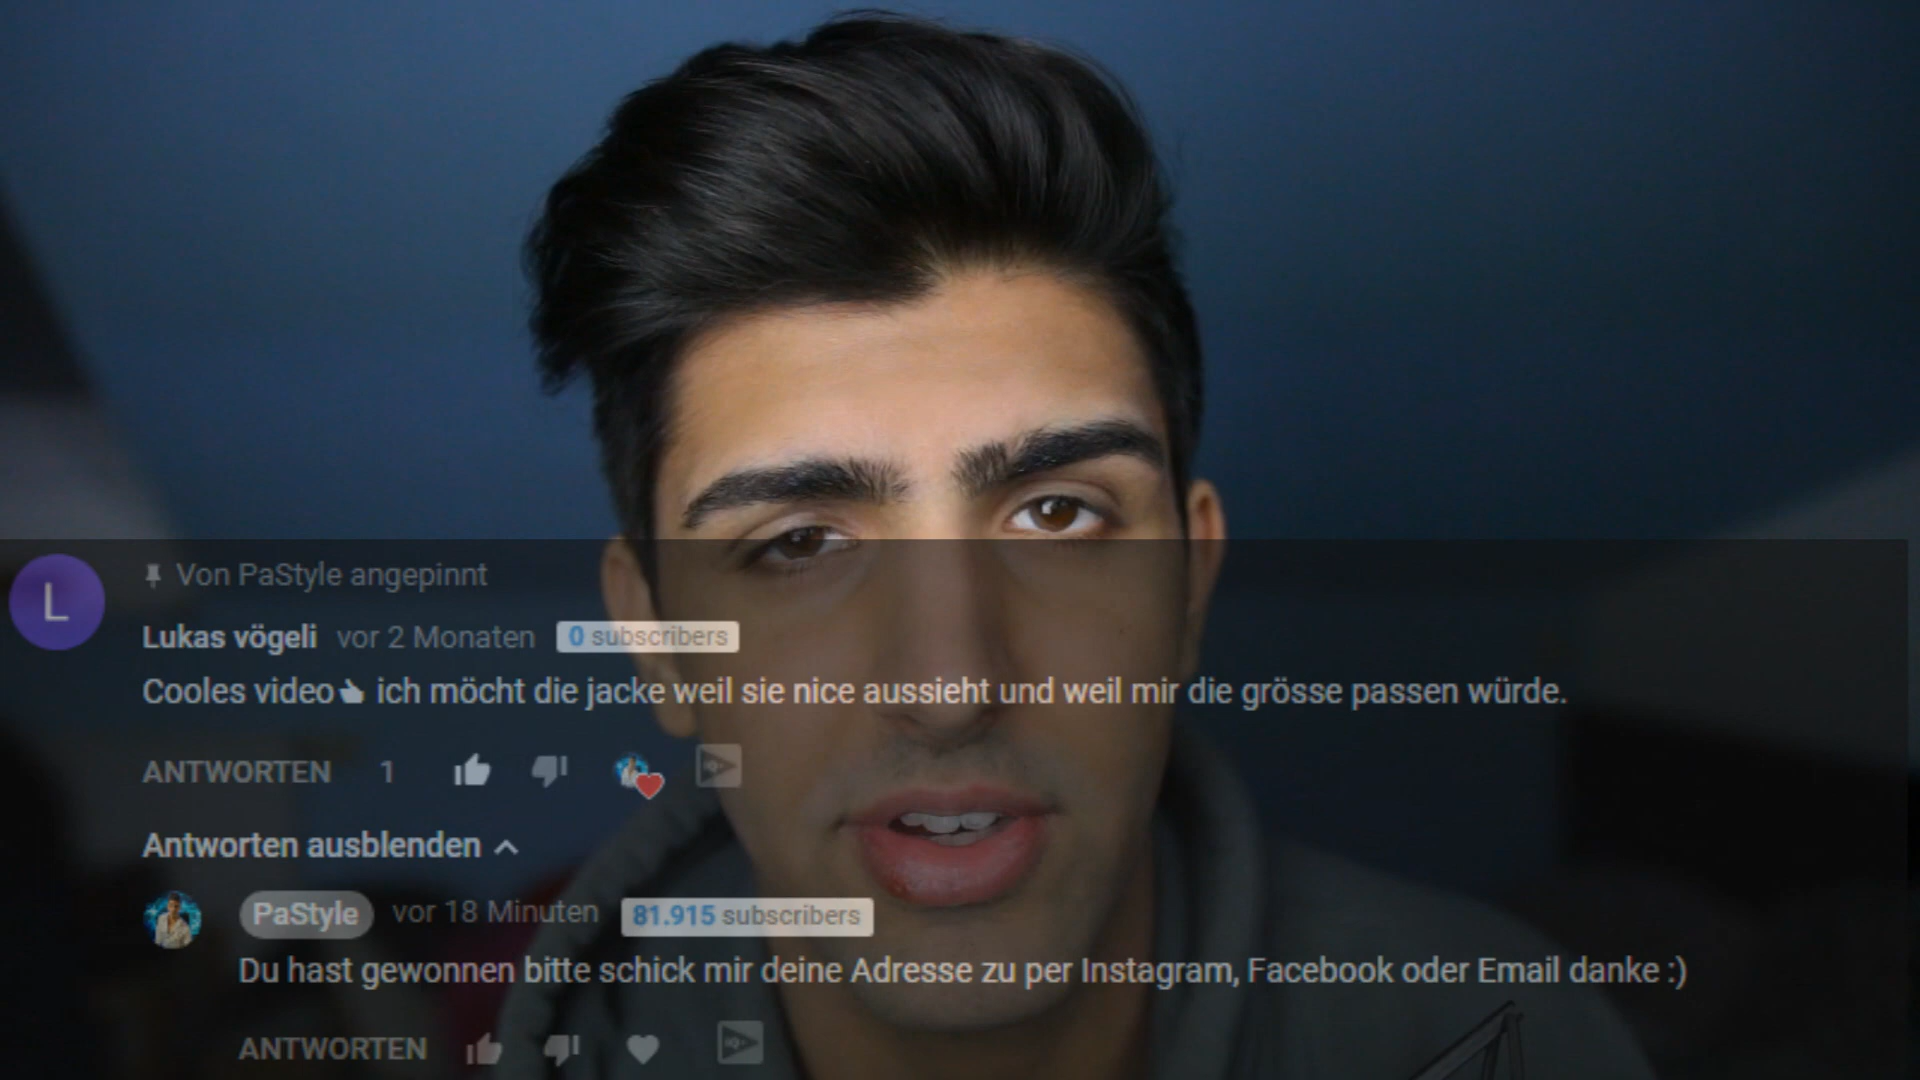 L
Von PaStyle angepinnt
Lukas vögeli vor 2 Monaten 0 subscribers
Cooles video👍 ich möcht die jacke weil sie nice aussieht und weil mir die grösse passen würde.
ANTWORTEN 1
Antworten ausblenden
PaStyle vor 18 Minuten 81.915 subscribers
Du hast gewonnen bitte schick mir deine Adresse zu per Instagram, Facebook oder Email danke :)
ANTWORTEN